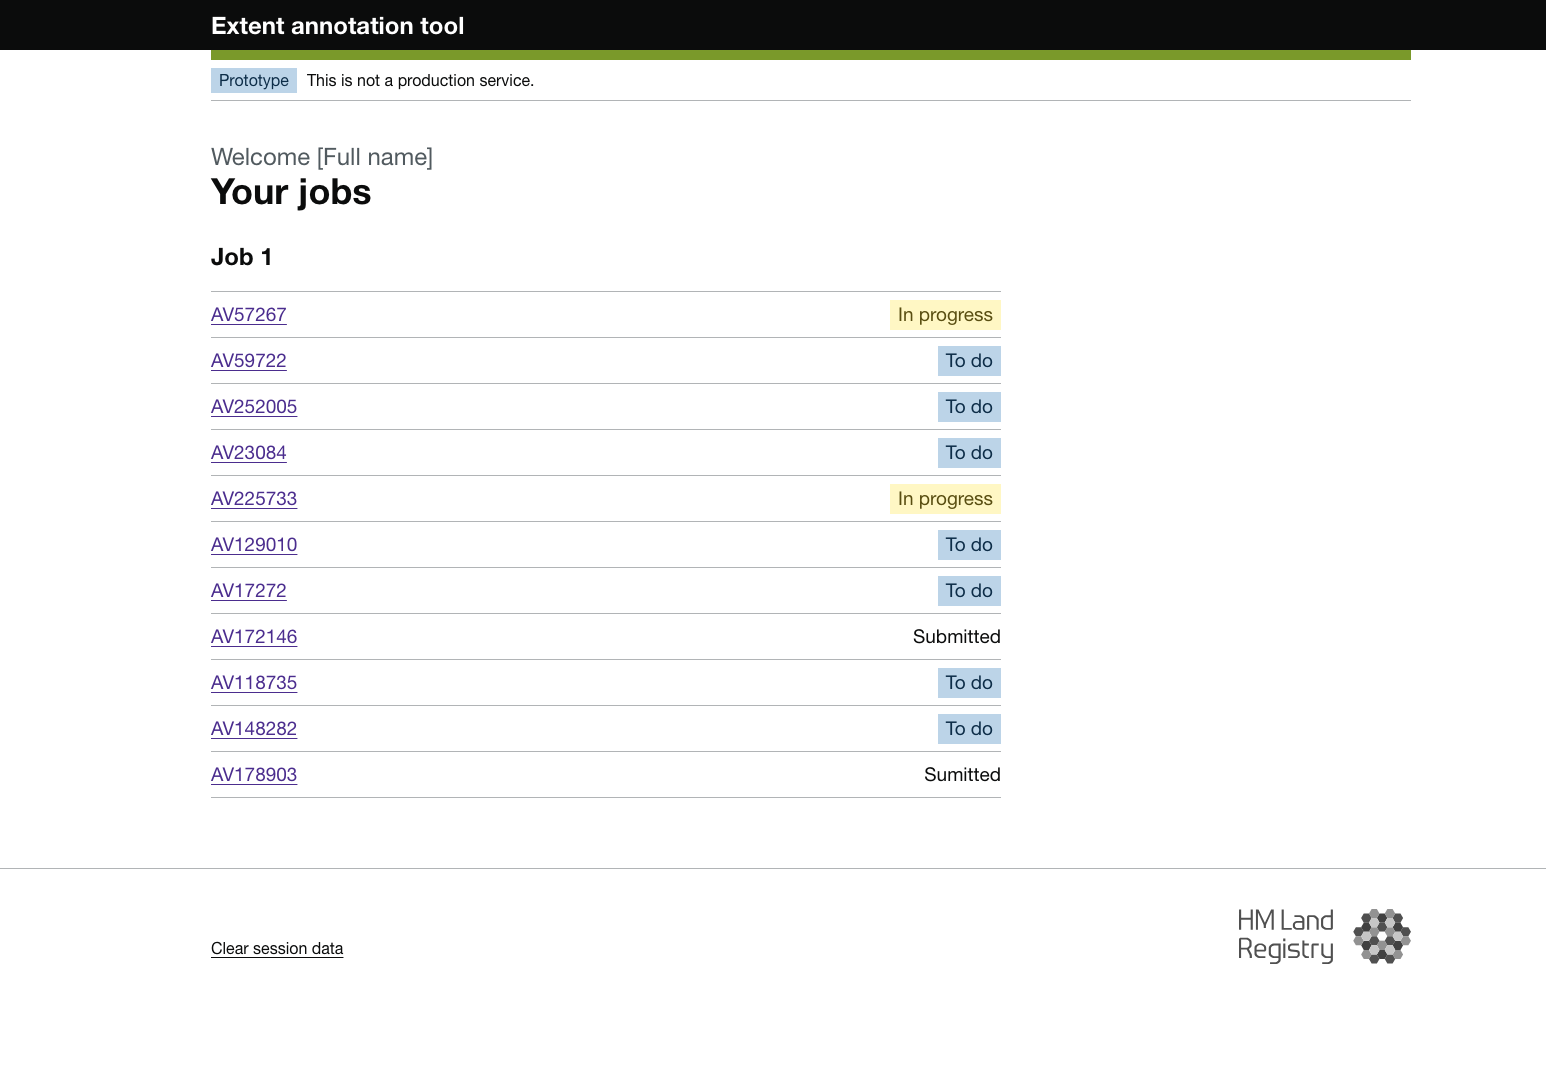 Extent annotation tool
Prototype This is not a production service.
Welcome [Full name]
Your jobs
Job 1
AV57267 In progress
AV59722 To do
AV252005 To do
AV23084 To do
AV225733 In progress
AV129010 To do
AV17272 To do
AV172146 Submitted
AV118735 To do
AV148282 To do
AV178903 Sumitted
Clear session data
HM Land
Registry